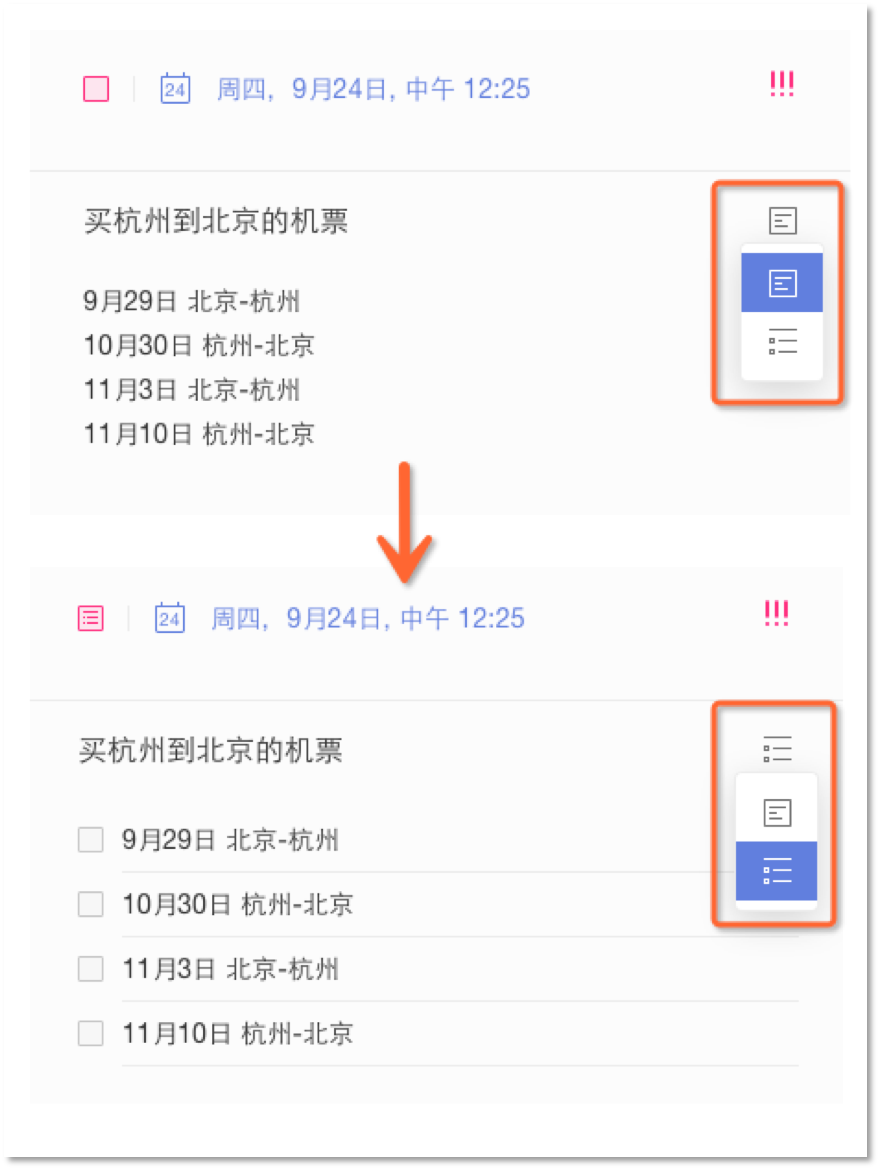 24 周四, 9月24日, 中午 12:25 !!!
买杭州到北京的机票
9月29日 北京-杭州
10月30日 杭州-北京
11月3日 北京-杭州
11月10日 杭州-北京
24 周四, 9月24日, 中午 12:25 !!!
买杭州到北京的机票
9月29日 北京-杭州
10月30日 杭州-北京
11月3日 北京-杭州
11月10日 杭州-北京